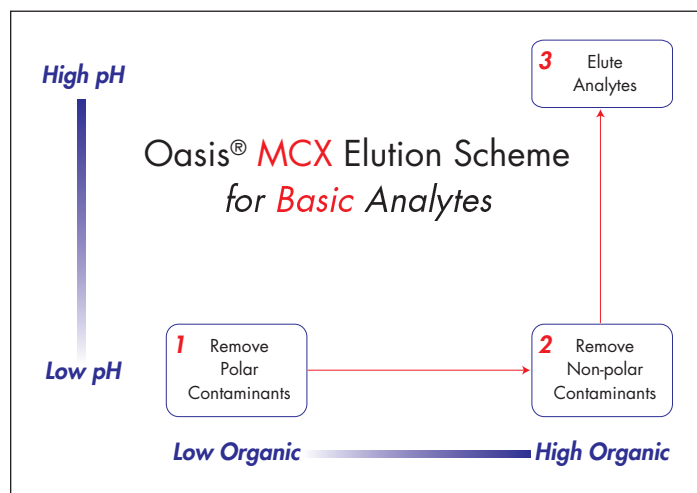 High pH
3 Elute
Analytes
Oasis® MCX Elution Scheme
for Basic Analytes
1 Remove
Polar
Contaminants
2 Remove
Non-polar
Contaminants
Low pH
Low Organic
High Organic